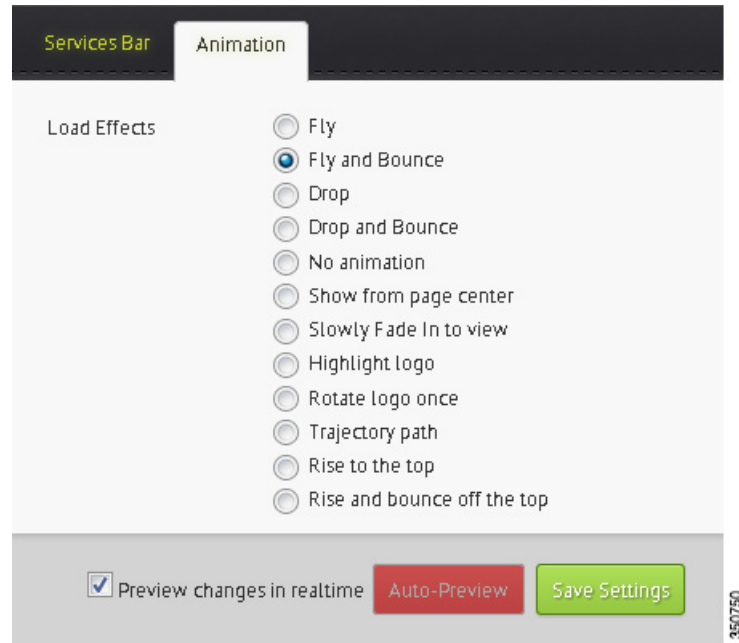 Services Bar
Animation
Load Effects
Fly
Fly and Bounce
Drop
Drop and Bounce
No animation
Show from page center
Slowly Fade In to view
Highlight logo
Rotate logo once
Trajectory path
Rise to the top
Rise and bounce off the top
Preview changes in realtime
Auto-Preview
Save Settings
350750